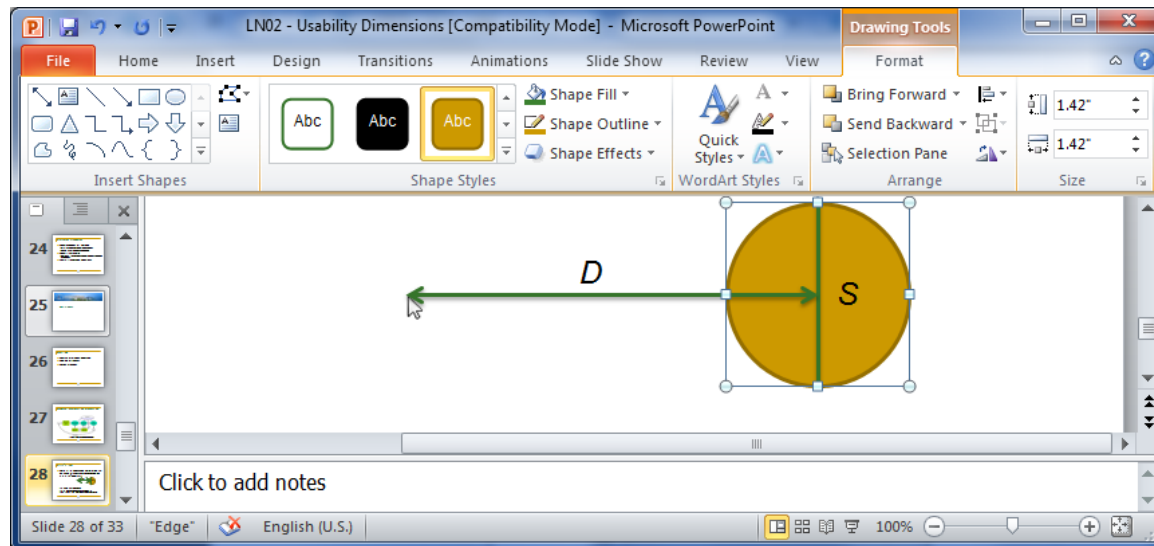 LN02 - Usability Dimensions [Compatibility Mode] - Microsoft PowerPoint
Drawing Tools
File Home Insert Design Transitions Animations Slide Show Review View Format
Abc Abc Abc
Shape Fill
Shape Outline
Shape Effects
Quick
Styles
Bring Forward
Send Backward
Selection Pane
1.42"
1.42"
Insert Shapes Shape Styles WordArt Styles Arrange Size
24
25
26
27
28
D
S
Click to add notes
Slide 28 of 33 "Edge" English (U.S.) 100%